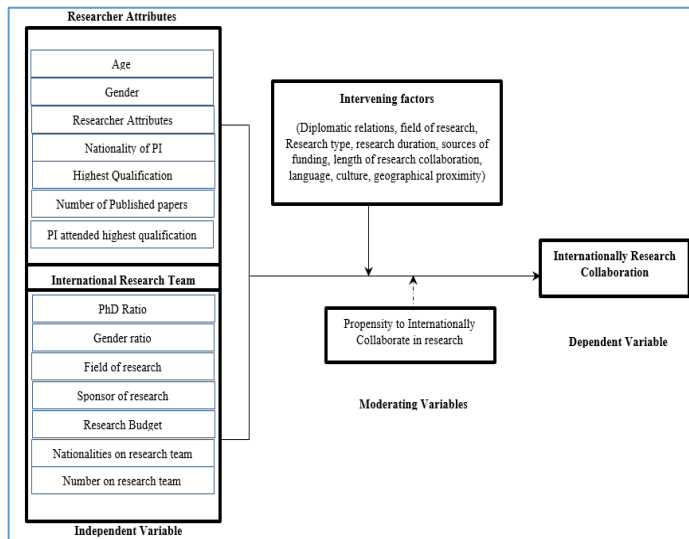 Researcher Attributes
Age
Gender
Researcher Attributes
Nationality of PI
Highest Qualification
Number of Published papers
PI attended highest qualification
International Research Team
PhD Ratio
Gender ratio
Field of research
Sponsor of research
Research Budget
Nationalities on research team
Number on research team
Independent Variable
Intervening factors
(Diplomatic relations, field of research,
Research type, research duration, sources
of funding, length of research collaboration,
language, culture, geographical proximity)
Propensity to Internationally
Collaborate in research
Moderating Variables
Internationally Research
Collaboration
Dependent Variable